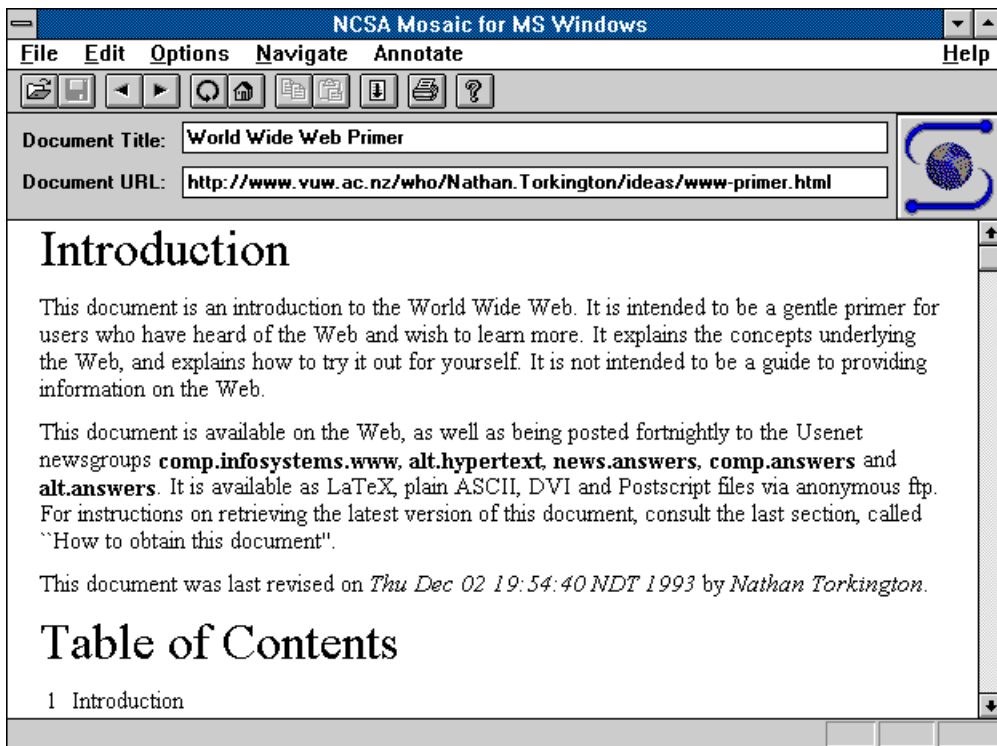 NCSA Mosaic for MS Windows
File Edit Options Navigate Annotate Help
Document Title: World Wide Web Primer
Document URL: http://www.vuw.ac.nz/who/Nathan.Torkington/ideas/www-primer.html
Introduction
This document is an introduction to the World Wide Web. It is intended to be a gentle primer for
users who have heard of the Web and wish to learn more. It explains the concepts underlying
the Web, and explains how to try it out for yourself. It is not intended to be a guide to providing
information on the Web.
This document is available on the Web, as well as being posted fortnightly to the Usenet
newsgroups comp.infosystems.www, alt.hypertext, news.answers, comp.answers and
alt.answers. It is available as LaTeX, plain ASCII, DVI and Postscript files via anonymous ftp.
For instructions on retrieving the latest version of this document, consult the last section, called
``How to obtain this document''.
This document was last revised on Thu Dec 02 19:54:40 NDT 1993 by Nathan Torkington.
Table of Contents
1 Introduction